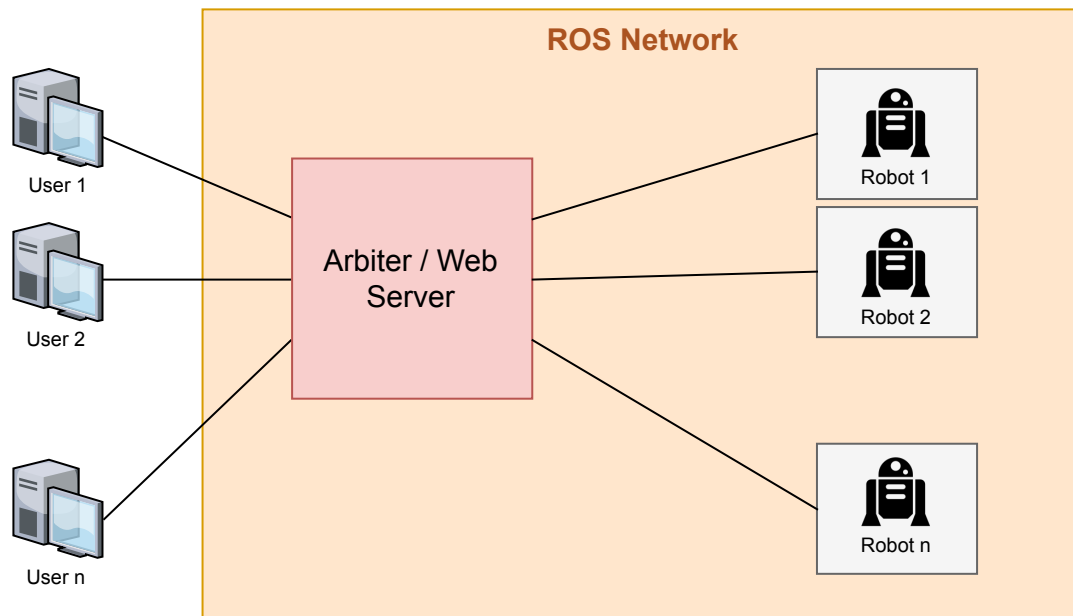 ROS Network
User 1
User 2
User n
Arbiter / Web
Server
Robot 1
Robot 2
Robot n